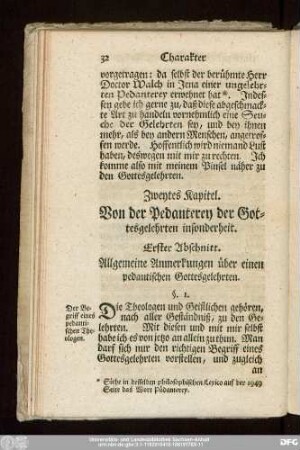 32 Charakter
vorgetragen: da selbst der berühmte Herr
Doctor Walch in Jena einer ungelehr-
ten Pedanterey erwehnet hat*. Indes-
sen gebe ich gerne zu, daß diese abgeschmack-
te Art zu handeln vornehmlich eine Seu-
che der Gelehrten sey, und bey ihnen
mehr, als bey andern Menschen, angetrof-
fen werde. Hoffentlich wird niemand Lust
haben, deswegen mit mir zu rechten. Ich
komme also mit meinem Pinsel näher zu
den Gottesgelehrten.
Zweytes Kapitel.
Von der Pedanterey der Got-
tesgelehrten insonderheit.
Erster Abschnitt.
Allgemeine Anmerkungen über einen
pedantischen Gottesgelehrten.
§. 1.
Der Be-
griff eines
pedanti-
schen Theo-
logen.
Die Theologen und Geistlichen gehören,
nach aller Geständniß, zu den Ge-
lehrten. Mit diesen und mit mir selbst
habe ich es von jetzo an allein zu thun. Man
darf sich nur den richtigen Begriff eines
Gottesgelehrten vorstellen, und zugleich
an
* Siehe in desselben philosophischen Lexico auf der 1949
Seite das Wort Pädanterey.